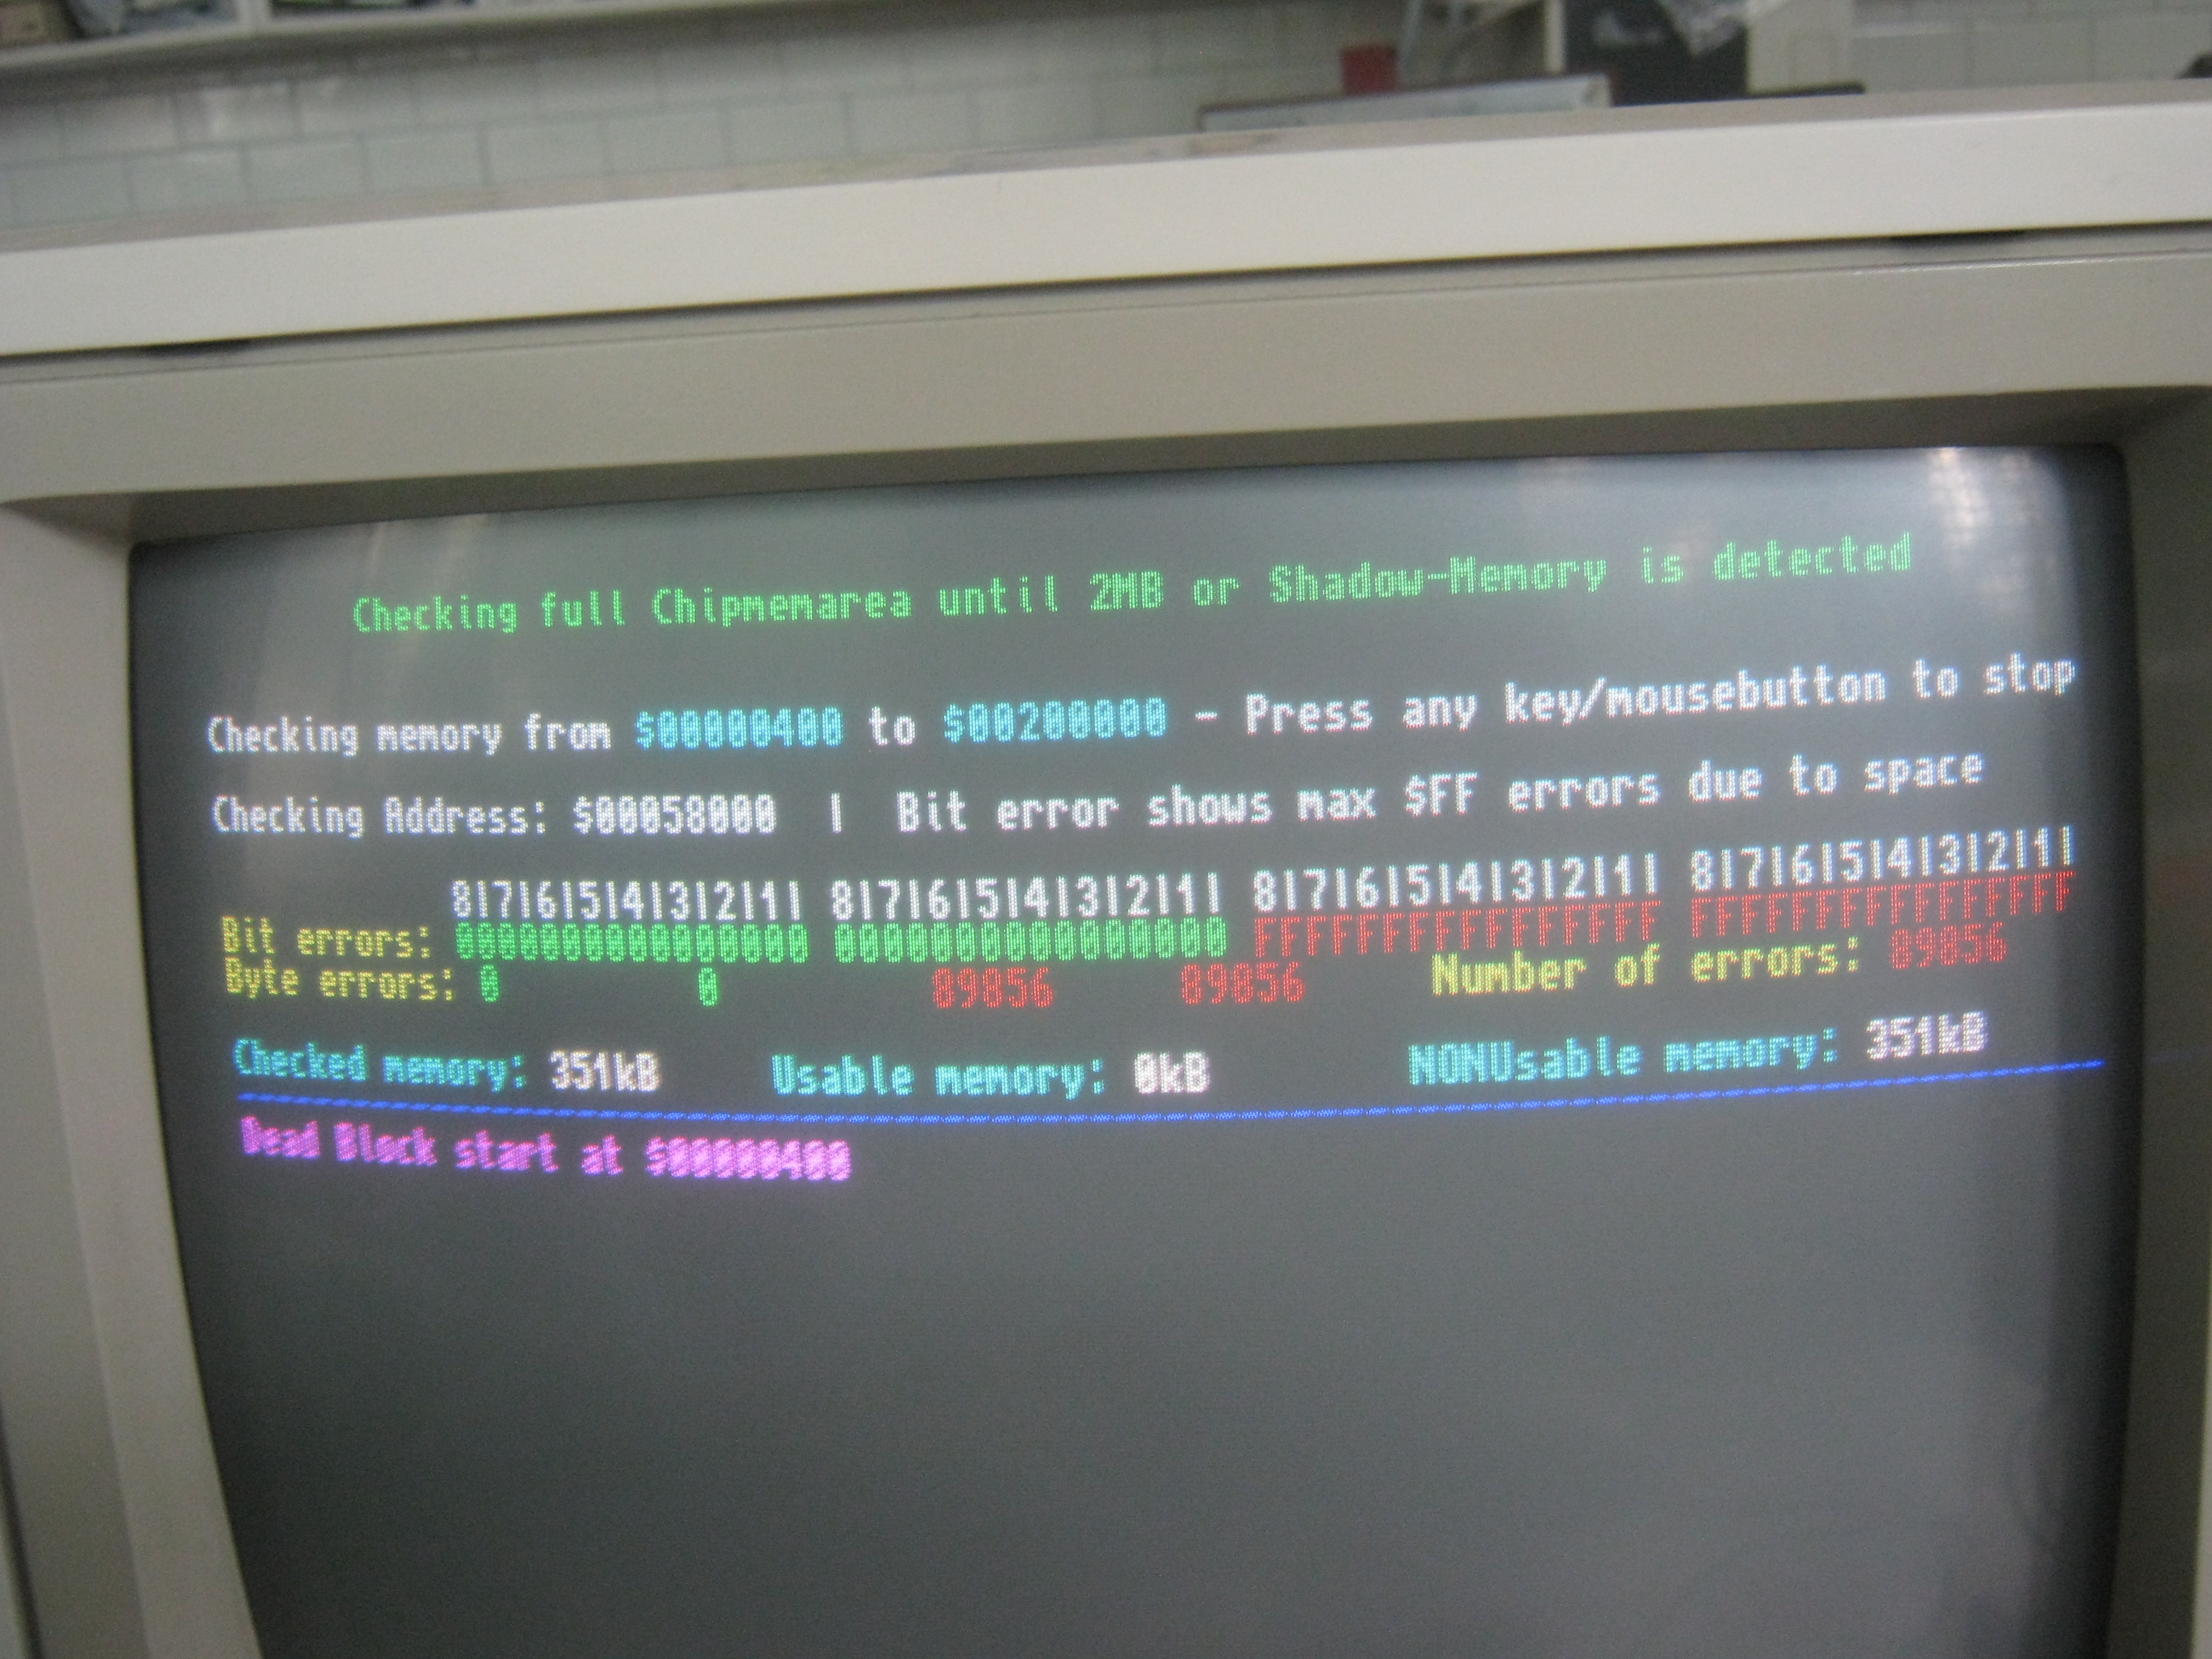 Checking full Chipmemarea until 2MB or Shadow-Memory is detected
Checking memory from $00000400 to $00200000 - Press any key/mousebutton to stop
Checking Address: $00058000 | Bit error shows max $FF errors due to space
8|7|6|5|4|3|2|1| 8|7|6|5|4|3|2|1| 8|7|6|5|4|3|2|1| 8|7|6|5|4|3|2|1|
Bit errors: 0000000000000000 0000000000000000 FFFFFFFFFFFFFFFF FFFFFFFFFFFFFFFF
Byte errors: 0 0 89856 89856 Number of errors: 89856
Checked memory: 351kB Usable memory: 0kB NONUsable memory: 351kB
Dead Block start at $00000400